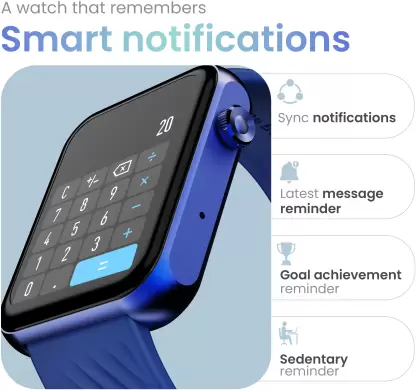 A watch that remembers
Smart notifications
20
C +/- ⌫ ÷
7 8 9 ×
4 5 6 −
1 2 3 +
0 . =
Sync notifications
Latest message
reminder
Goal achievement
reminder
Sedentary
reminder